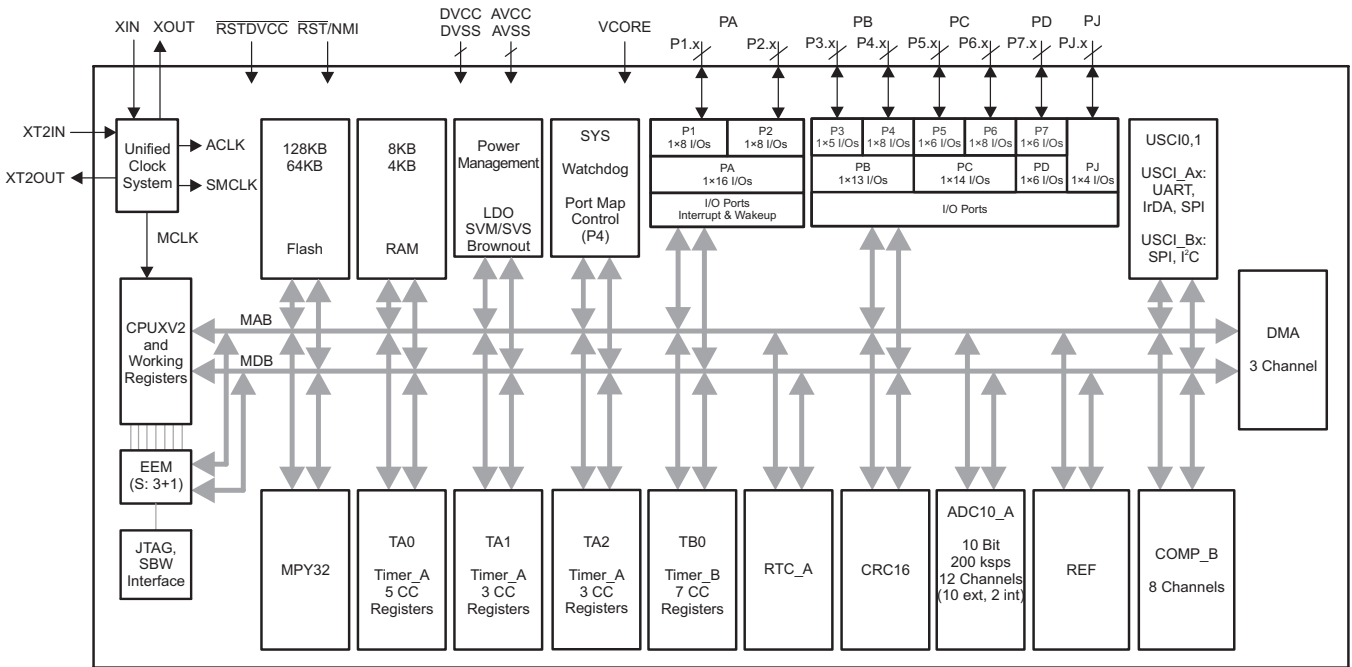 XIN
XOUT
RSTDVCC
RST/NMI
DVCC
DVSS
AVCC
AVSS
VCORE
PA
P1.x
P2.x
PB
P3.x
P4.x
PC
P5.x
P6.x
PD
P7.x
PJ
PJ.x
XT2IN
XT2OUT
Unified
Clock
System
ACLK
SMCLK
MCLK
128KB
64KB
Flash
8KB
4KB
RAM
Power
Management
LDO
SVM/SVS
Brownout
SYS
Watchdog
Port Map
Control
(P4)
P1
1×8 I/Os
P2
1×8 I/Os
PA
1×16 I/Os
I/O Ports
Interrupt & Wakeup
P3
1×5 I/Os
P4
1×8 I/Os
P5
1×6 I/Os
P6
1×8 I/Os
P7
1×6 I/Os
PB
1×13 I/Os
PC
1×14 I/Os
PD
1×6 I/Os
PJ
1×4 I/Os
I/O Ports
USCI0,1
USCI_Ax:
UART,
IrDA, SPI
USCI_Bx:
SPI, I²C
CPUXV2
and
Working
Registers
MAB
MDB
DMA
3 Channel
EEM
(S: 3+1)
JTAG,
SBW
Interface
MPY32
TA0
Timer_A
5 CC
Registers
TA1
Timer_A
3 CC
Registers
TA2
Timer_A
3 CC
Registers
TB0
Timer_B
7 CC
Registers
RTC_A
CRC16
ADC10_A
10 Bit
200 ksps
12 Channels
(10 ext, 2 int)
REF
COMP_B
8 Channels